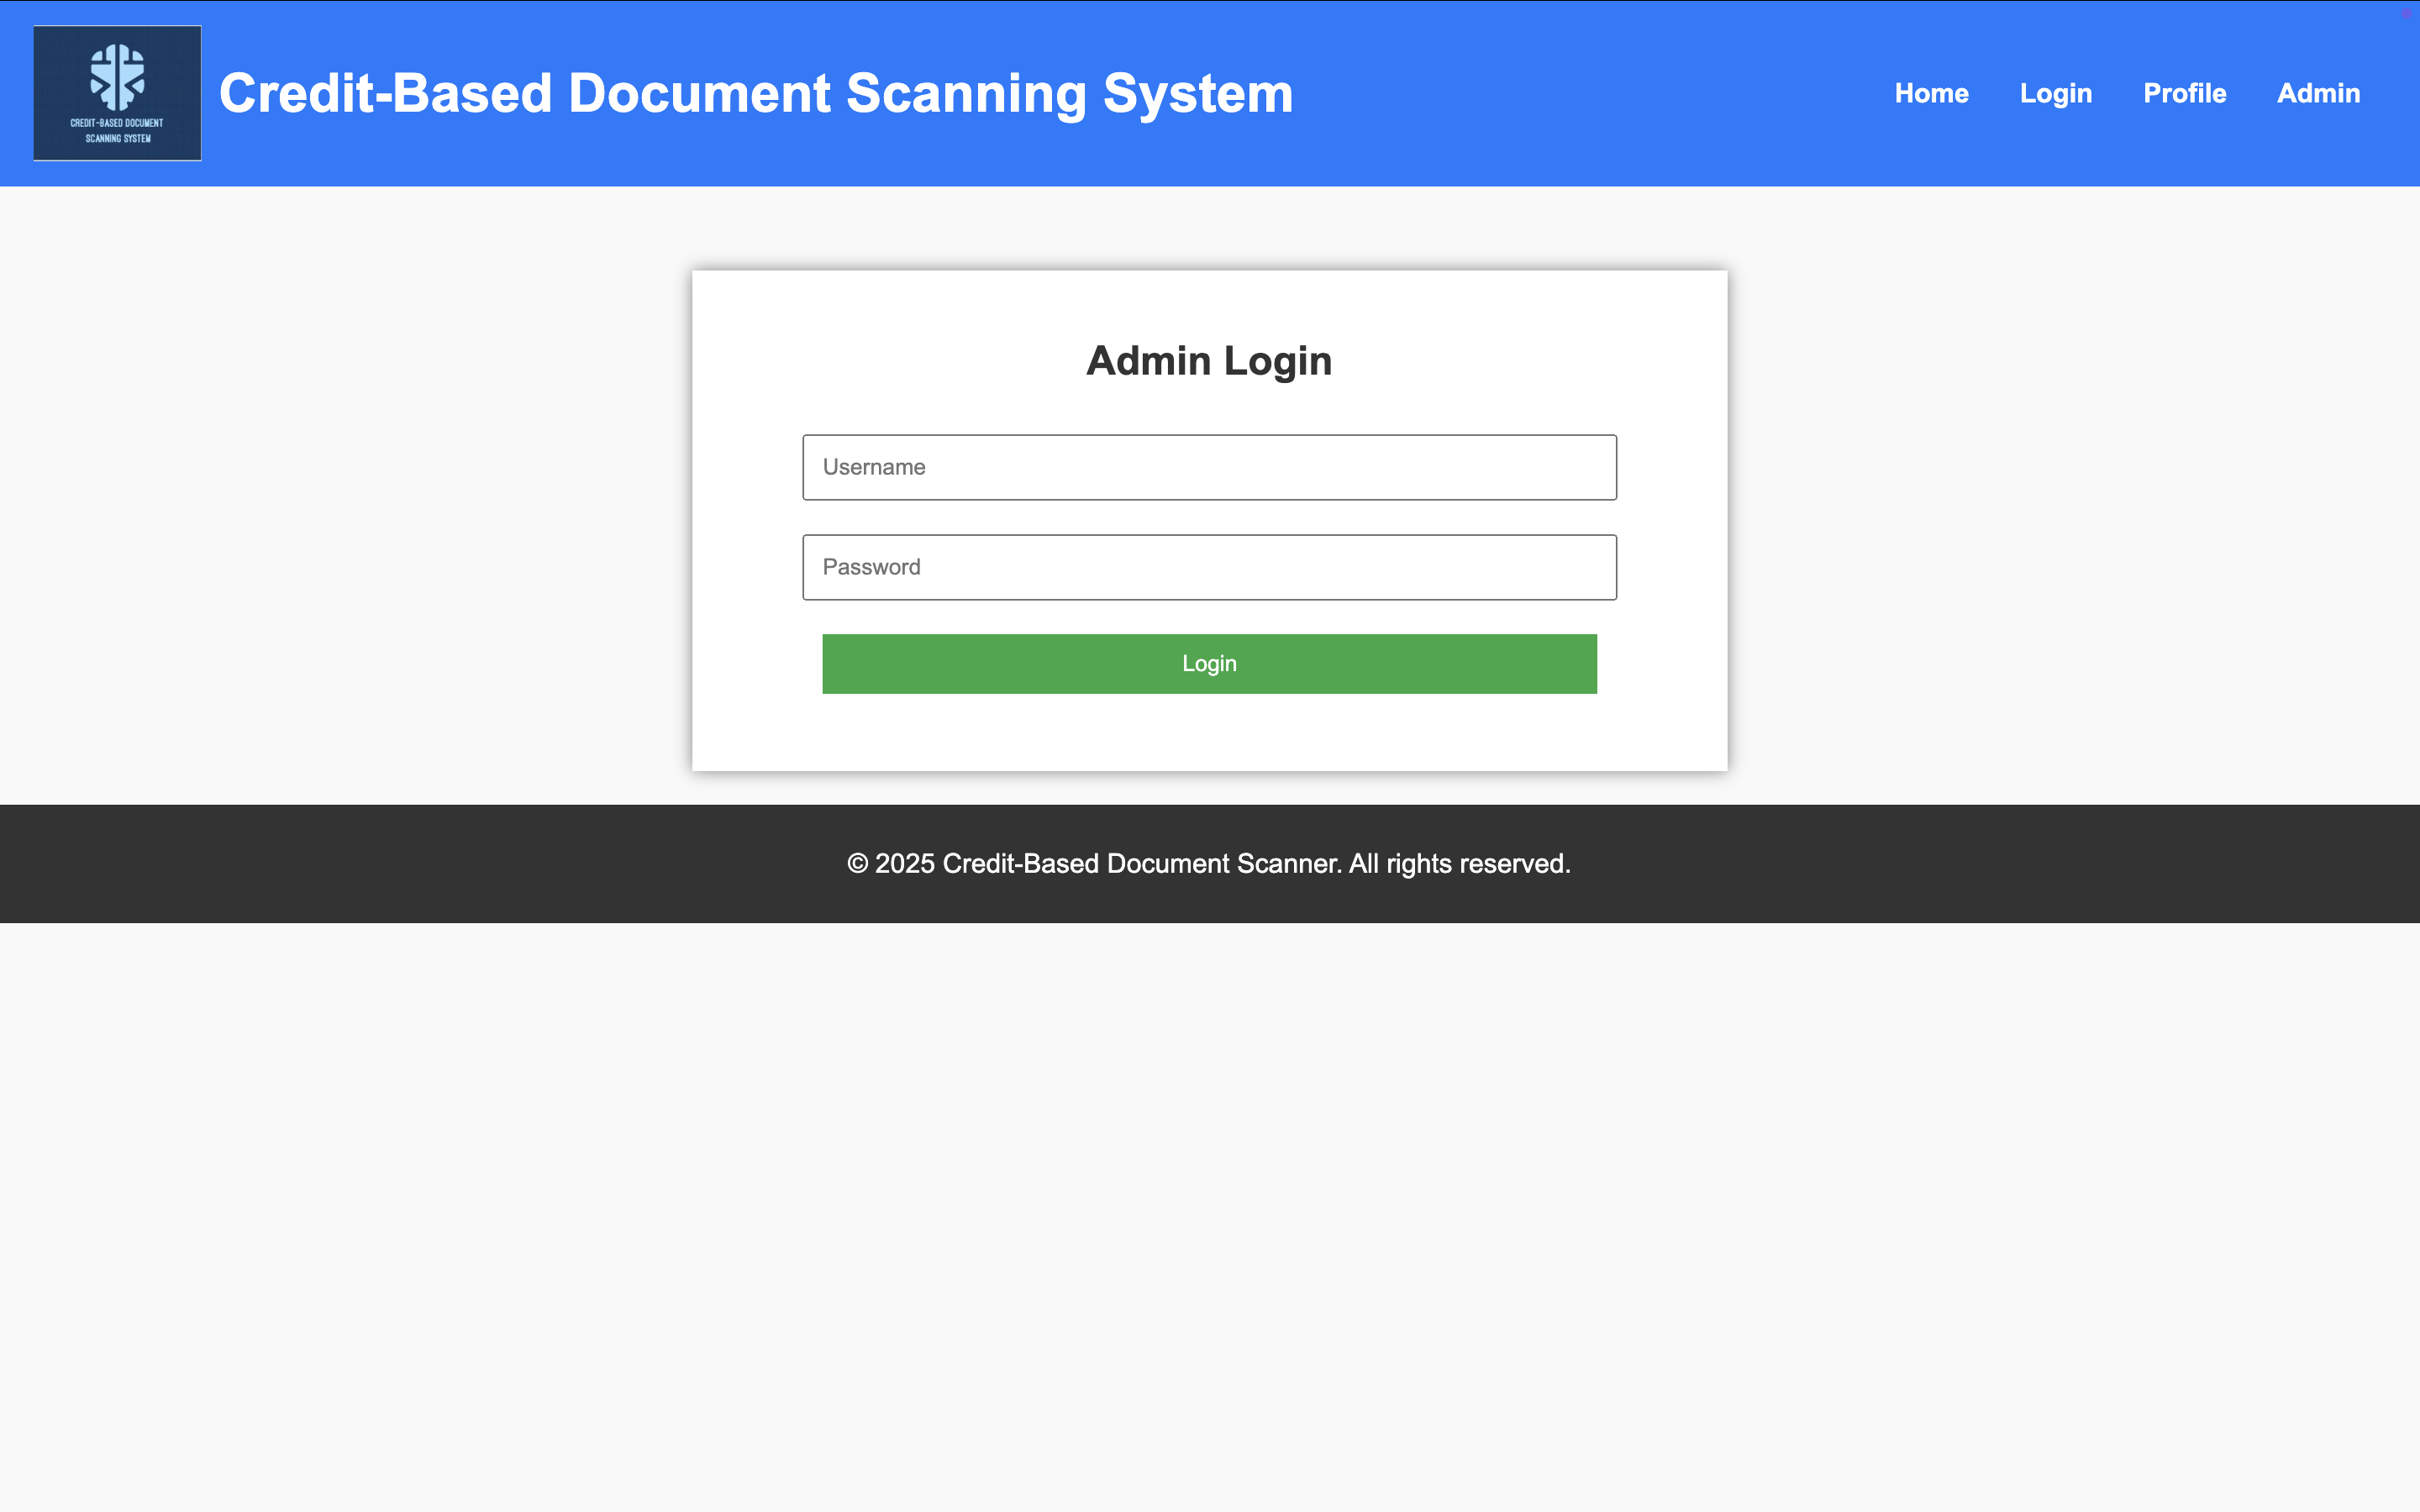 CREDIT-BASED DOCUMENT
SCANNING SYSTEM
Credit-Based Document Scanning System
Home Login Profile Admin
Admin Login
Username
Password
Login
© 2025 Credit-Based Document Scanner. All rights reserved.